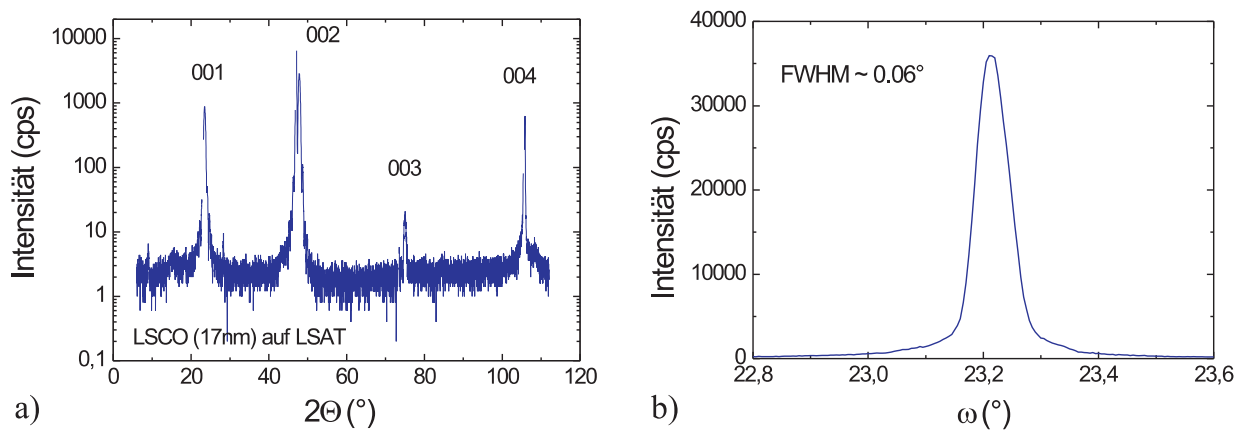 Intensität (cps)
10000
1000
100
10
1
0,1
001
002
003
004
LSCO (17nm) auf LSAT
0 20 40 60 80 100 120
2Θ (°)
a)
Intensität (cps)
40000
30000
20000
10000
0
FWHM ~ 0.06°
22,8 23,0 23,2 23,4 23,6
ω (°)
b)